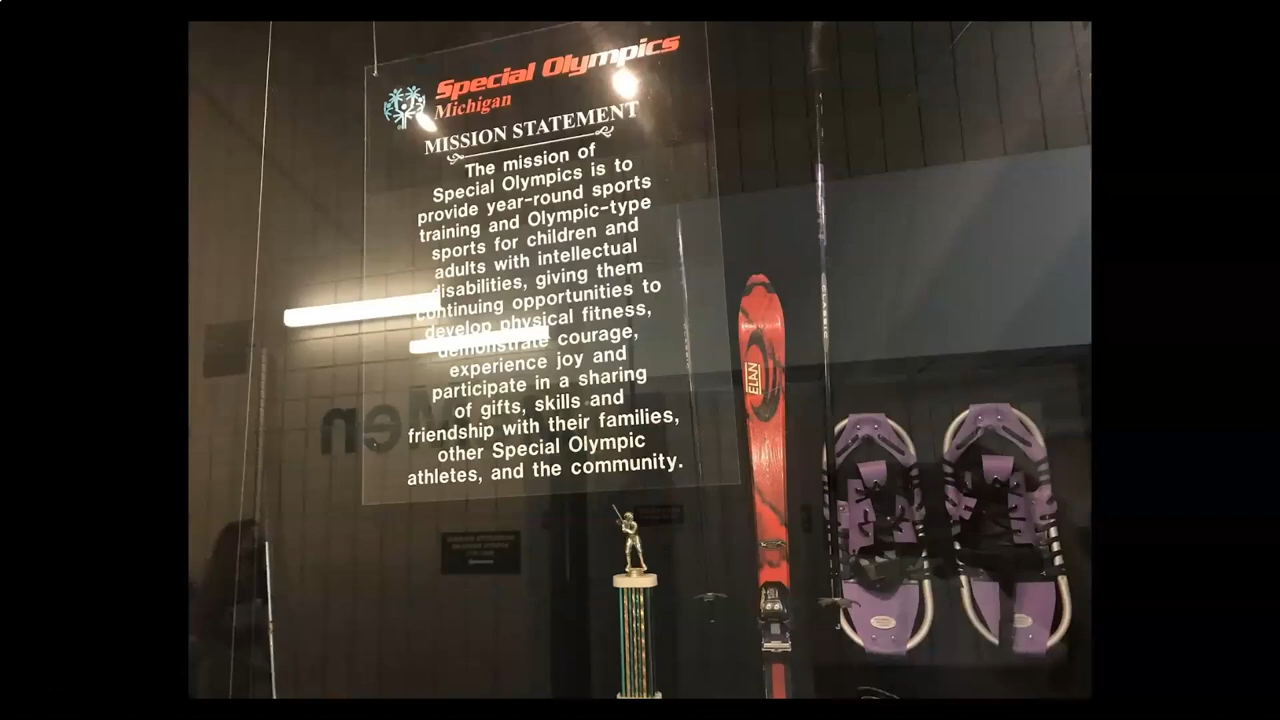 Special Olympics
Michigan
MISSION STATEMENT
The mission of
Special Olympics is to
provide year-round sports
training and Olympic-type
sports for children and
adults with intellectual
disabilities, giving them
continuing opportunities to
develop physical fitness,
demonstrate courage,
experience joy and
participate in a sharing
of gifts, skills and
friendship with their families,
other Special Olympic
athletes, and the community.
Men
ELAN
CLASSIC